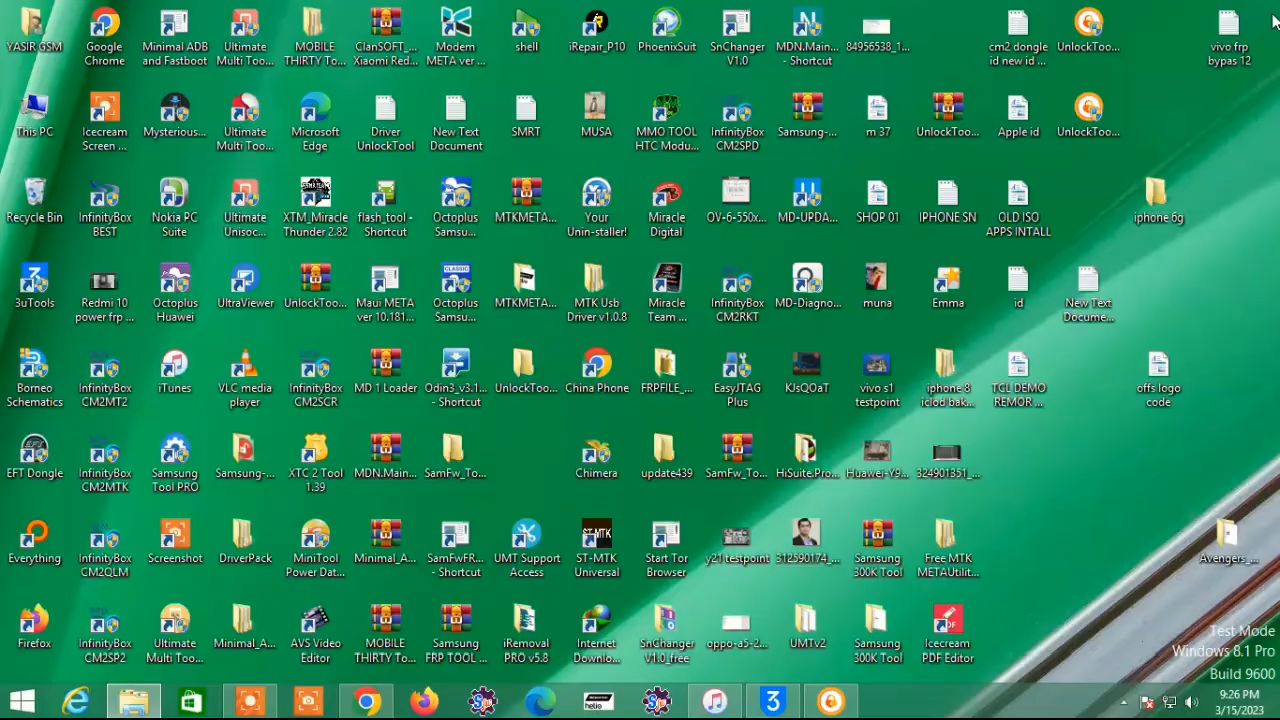 YASIR GSM
Google
Chrome
Minimal ADB
and Fastboot
Ultimate
Multi Too...
MOBILE
THIRTY To...
ClanSOFT_...
Xiaomi Red...
Modem
META ver ...
shell
iRepair_P10
PhoenixSuit
SnChanger
V1.0
MDN.Main...
- Shortcut
84956538_1...
cm2 dongle
id new id ...
UnlockToo...
vivo frp
bypas 12
This PC
Icecream
Screen ...
Mysterious...
Ultimate
Multi Too...
Microsoft
Edge
Driver
UnlockTool
New Text
Document
SMRT
MUSA
MMO TOOL
HTC Modu...
InfinityBox
CM2SPD
Samsung-...
m 37
UnlockToo...
Apple id
UnlockToo...
Recycle Bin
InfinityBox
BEST
Nokia PC
Suite
Ultimate
Unisoc...
XTM_Miracle
Thunder 2.82
flash_tool -
Shortcut
Octoplus
Samsu...
MTKMETA...
Your
Unin-staller!
Miracle
Digital
OV-6-550x...
MD-UPDA...
SHOP 01
IPHONE SN
OLD ISO
APPS INTALL
iphone 6g
3uTools
Redmi 10
power frp ...
Octoplus
Huawei
UltraViewer
UnlockToo...
Maui META
ver 10.181...
CLASSIC
Octoplus
Samsu...
MTKMETA...
MTK Usb
Driver v1.0.8
Miracle
Team ...
InfinityBox
CM2RKT
MD-Diagno...
muna
Emma
id
New Text
Docume...
Borneo
Schematics
InfinityBox
CM2MT2
iTunes
VLC media
player
InfinityBox
CM2SCR
MD 1 Loader
Odin3_v3.1...
- Shortcut
UnlockToo...
China Phone
FRPFILE_...
EasyJTAG
Plus
KJsQOaT
vivo s1
testpoint
iphone 8
iclod bak...
TCL DEMO
REMOR ...
offs logo
code
EFT Dongle
InfinityBox
CM2MTK
Samsung
Tool PRO
Samsung-...
XTC 2 Tool
1.39
MDN.Main...
SamFw_To...
Chimera
update439
SamFw_To...
HiSuite.Pro...
Huawei-Y9...
324901351_...
Everything
InfinityBox
CM2QLM
Screenshot
DriverPack
MiniTool
Power Dat...
Minimal_A...
SamFwFR...
- Shortcut
UMT Support
Access
ST-MTK
ST-MTK
Universal
Start Tor
Browser
y21 testpoint
312590174_...
Samsung
300K Tool
Free MTK
METAUtilit...
Avengers_...
Firefox
InfinityBox
CM2SP2
Ultimate
Multi Too...
Minimal_A...
AVS Video
Editor
MOBILE
THIRTY To...
Samsung
FRP TOOL ...
iRemoval
PRO v5.8
Internet
Downlo...
SnChanger
V1.0_free
oppo-a5-2...
UMTv2
Samsung
300K Tool
Icecream
PDF Editor
Test Mode
Windows 8.1 Pro
Build 9600
helio
9:26 PM
3/15/2023